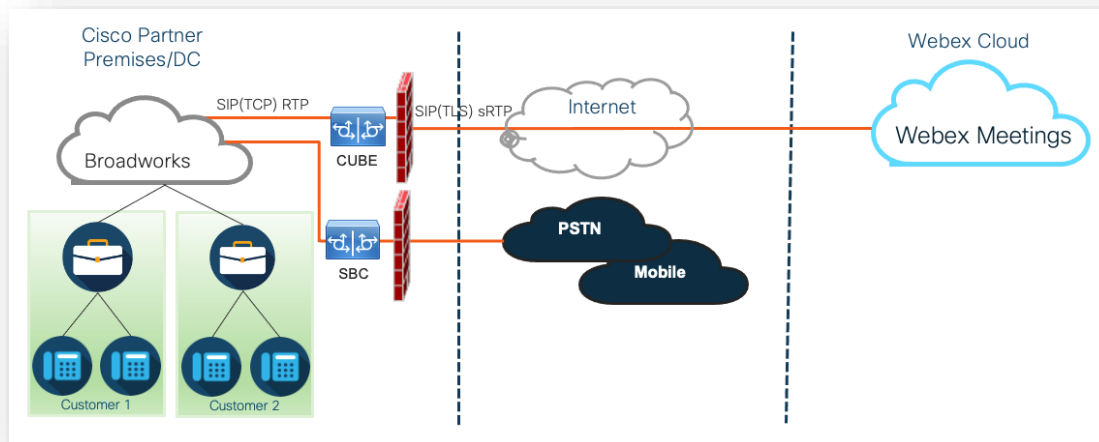 Cisco Partner
Premises/DC
Webex Cloud
SIP(TCP) RTP
SIP(TLS) sRTP
Internet
Webex Meetings
Broadworks
CUBE
PSTN
SBC
Mobile
Customer 1
Customer 2